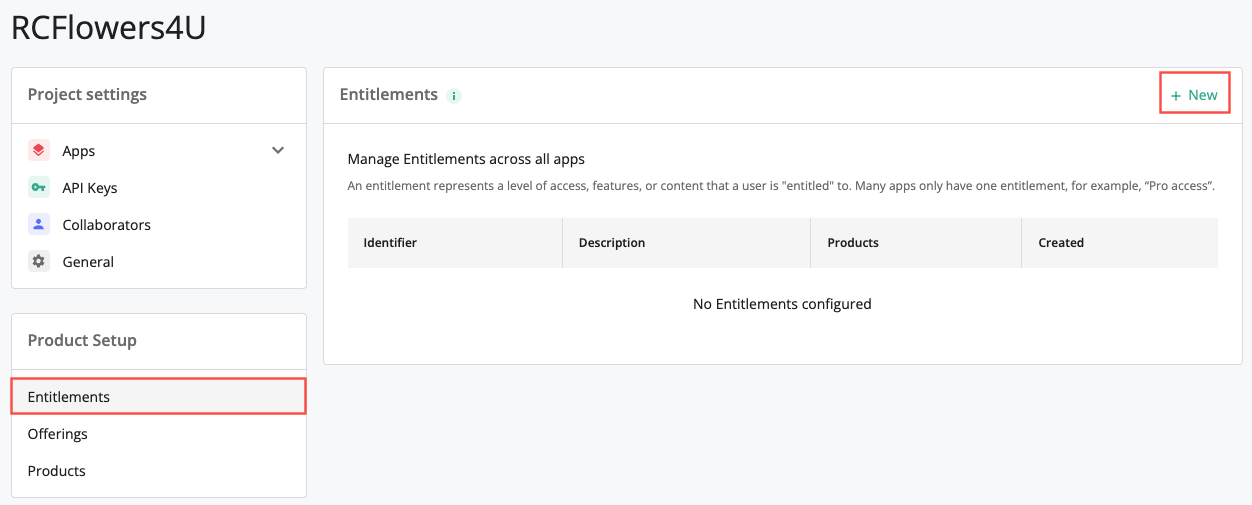 RCFlowers4U
Project settings
Apps
API Keys
Collaborators
General
Product Setup
Entitlements
Offerings
Products
Entitlements i
+ New
Manage Entitlements across all apps
An entitlement represents a level of access, features, or content that a user is "entitled" to. Many apps only have one entitlement, for example, “Pro access”.
Identifier Description Products Created
No Entitlements configured